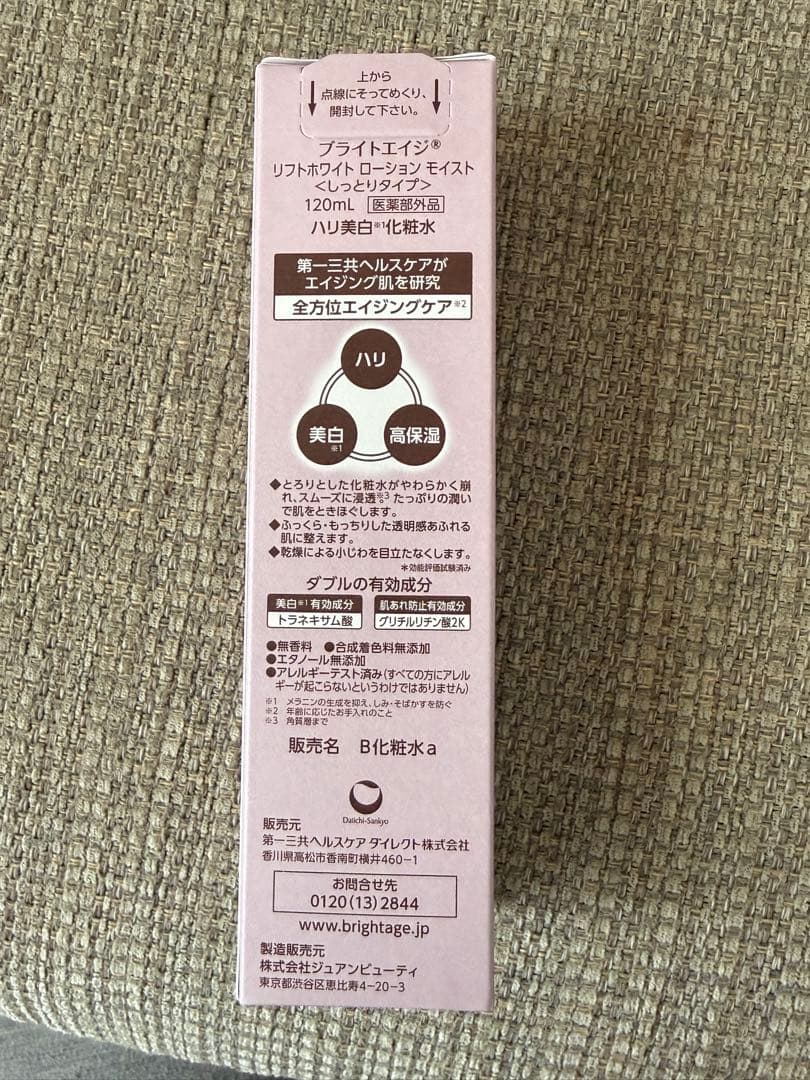 上から
点線にそってめくり、
開封して下さい。
ブライトエイジ®
リフトホワイト ローション モイスト
＜しっとりタイプ＞
120mL 医薬部外品
ハリ美白※1化粧水
第一三共ヘルスケアが
エイジング肌を研究
全方位エイジングケア※2
ハリ
美白※1
高保湿
◆とろりとした化粧水がやわらかく崩
れ、スムーズに浸透※3。たっぷりの潤い
で肌をときほぐします。
◆ふっくら・もっちりした透明感あふれる
肌に整えます。
◆乾燥による小じわを目立たなくします。
＊効能評価試験済み
ダブルの有効成分
美白※1有効成分
トラネキサム酸
肌あれ防止有効成分
グリチルリチン酸2K
●無香料 ●合成着色料無添加
●エタノール無添加
●アレルギーテスト済み(すべての方にアレル
ギーが起こらないというわけではありません)
※1 メラニンの生成を抑え、しみ・そばかすを防ぐ
※2 年齢に応じたお手入れのこと
※3 角質層まで
販売名 B化粧水a
Daiichi-Sankyo
販売元
第一三共ヘルスケア ダイレクト株式会社
香川県高松市香南町横井460-1
お問合せ先
0120(13)2844
www.brightage.jp
製造販売元
株式会社ジュアンビューティ
東京都渋谷区恵比寿4-20-3